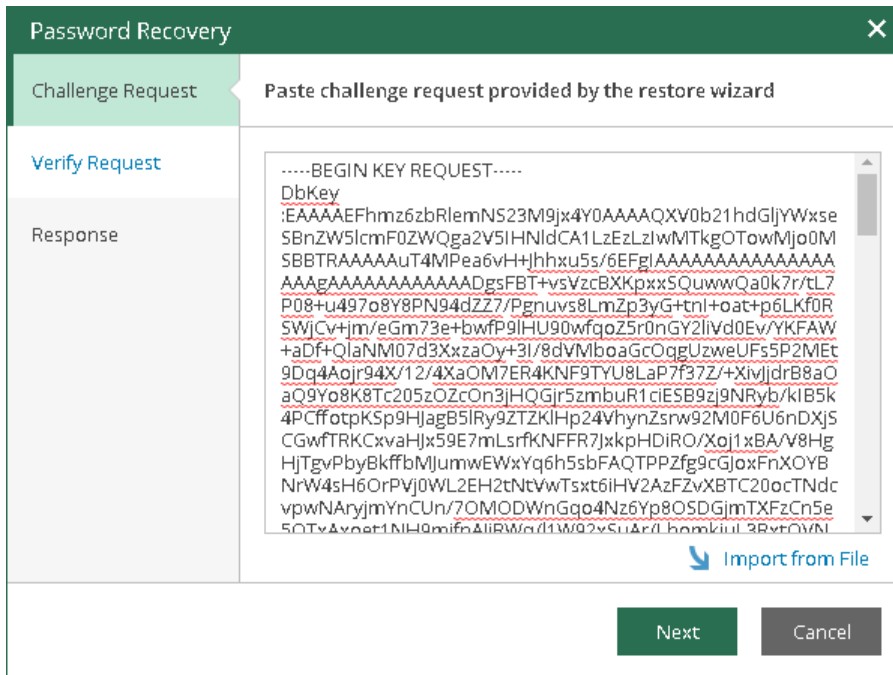 Password Recovery
Challenge Request
Paste challenge request provided by the restore wizard
Verify Request
Response
-----BEGIN KEY REQUEST-----
DbKey
:EAAAAEFhmz6zbRlemNS23M9jx4Y0AAAAQXV0b21hdGljYWxse
SBnZW5lcmF0ZWQga2V5IHNldCA1LzEzLzIwMTkgOTowMjo0M
SBBTRAAAAAuT4MPea6vH+Jhhxu5s/6EFgIAAAAAAAAAAAAAAA
AAAgAAAAAAAAAAAAADgsFBT+vsVzcBXKpxxSQuwwQa0k7r/tL7
P08+u497o8Y8PN94dZZ7/Pgnuvs8LmZp3yG+tnI+oat+p6LKf0R
SWjCv+jm/eGm73e+bwfP9lHU90wfqoZ5r0nGY2liVd0Ev/YKFAW
+aDf+QlaNM07d3XxzaOy+3I/8dVMboaGcOqgUzweUFs5P2MEt
9Dq4Aojr94X/12/4XaOM7ER4KNF9TYU8LaP7f37Z/+XivJjdrB8aO
aQ9Yo8K8Tc205zOZcOn3jHQGjr5zmbuR1ciESB9zj9NRyb/kIB5k
4PCffotpKSp9HJagB5lRy9ZTZKlHp24VhynZsrw92M0F6U6nDXjS
CGwfTRKCxvaHJx59E7mLsrfKNFFR7JxkpHDiRO/Xoj1xBA/V8Hg
HjTgvPbyBkffbMJumwEWxYq6h5sbFAQTPPZfg9cGJoxFnXOYB
NrW4sH6OrPVj0WL2EH2tNtVwTsxt6iHV2AzFZvXBTC20ocTNdc
vpwNAryjmYnCUn/7OMODWnGqo4Nz6Yp8OSDGjmTXFzCn5e
Import from File
Next
Cancel